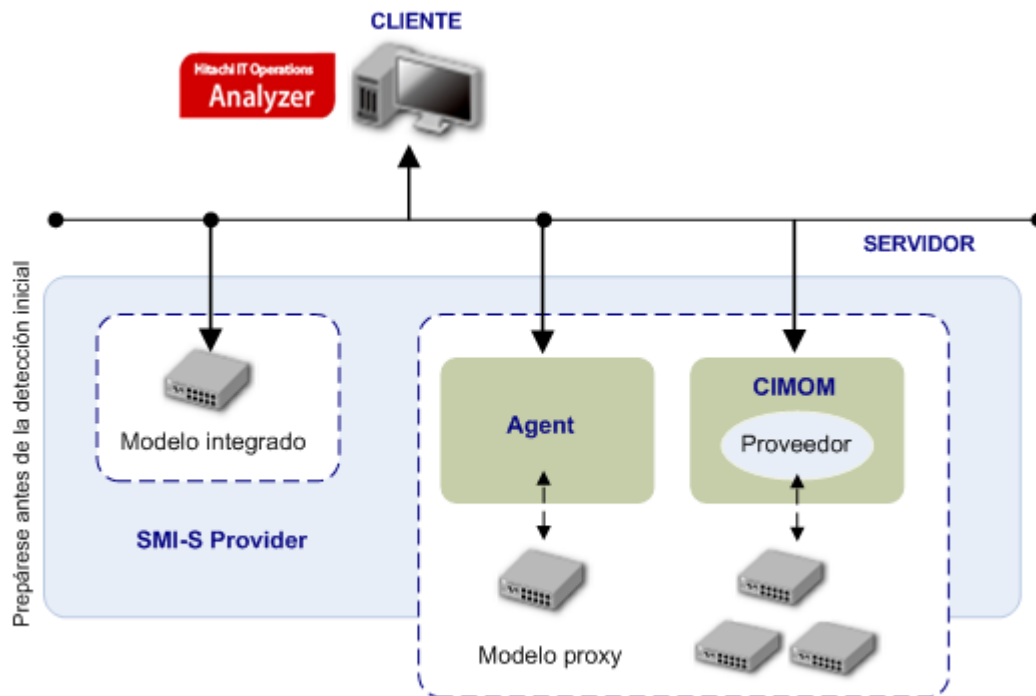 CLIENTE
Hitachi IT Operations
Analyzer
SERVIDOR
Prepárese antes de la detección inicial
Modelo integrado
SMI-S Provider
Agent
CIMOM
Proveedor
Modelo proxy